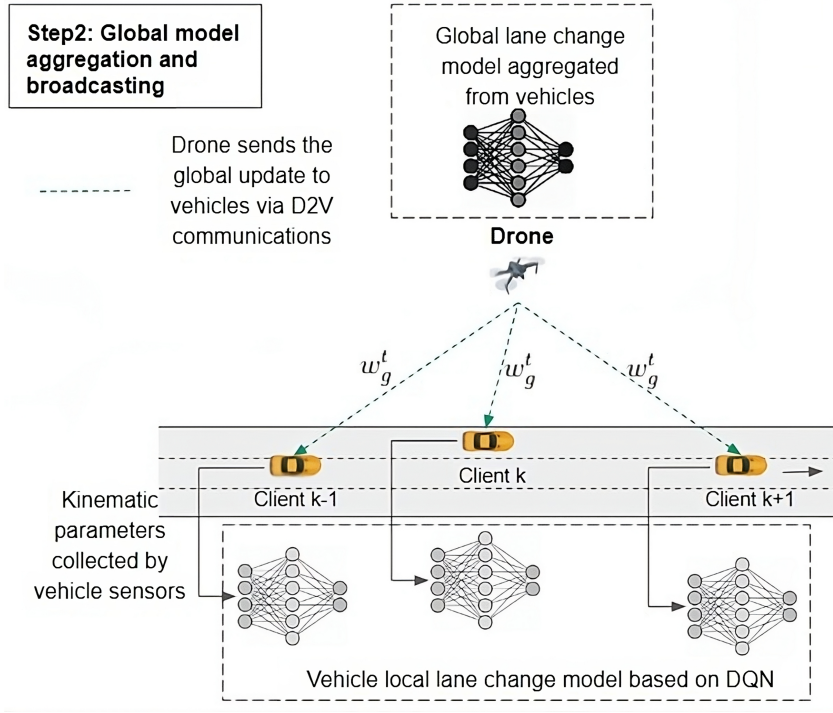 Step2: Global model
aggregation and
broadcasting
Global lane change
model aggregated
from vehicles
Drone sends the
global update to
vehicles via D2V
communications
Drone
w_g^t
w_g^t
w_g^t
Client k
Client k-1
Client k+1
Kinematic
parameters
collected by
vehicle sensors
Vehicle local lane change model based on DQN